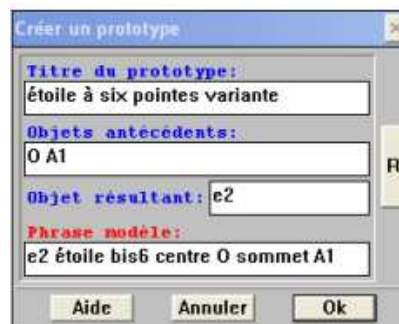 Créer un prototype
Titre du prototype:
étoile à six pointes variante
Objets antécédents:
O A1
R
Objet résultant: e2
Phrase modèle:
e2 étoile bis6 centre O sommet A1
Aide Annuler Ok